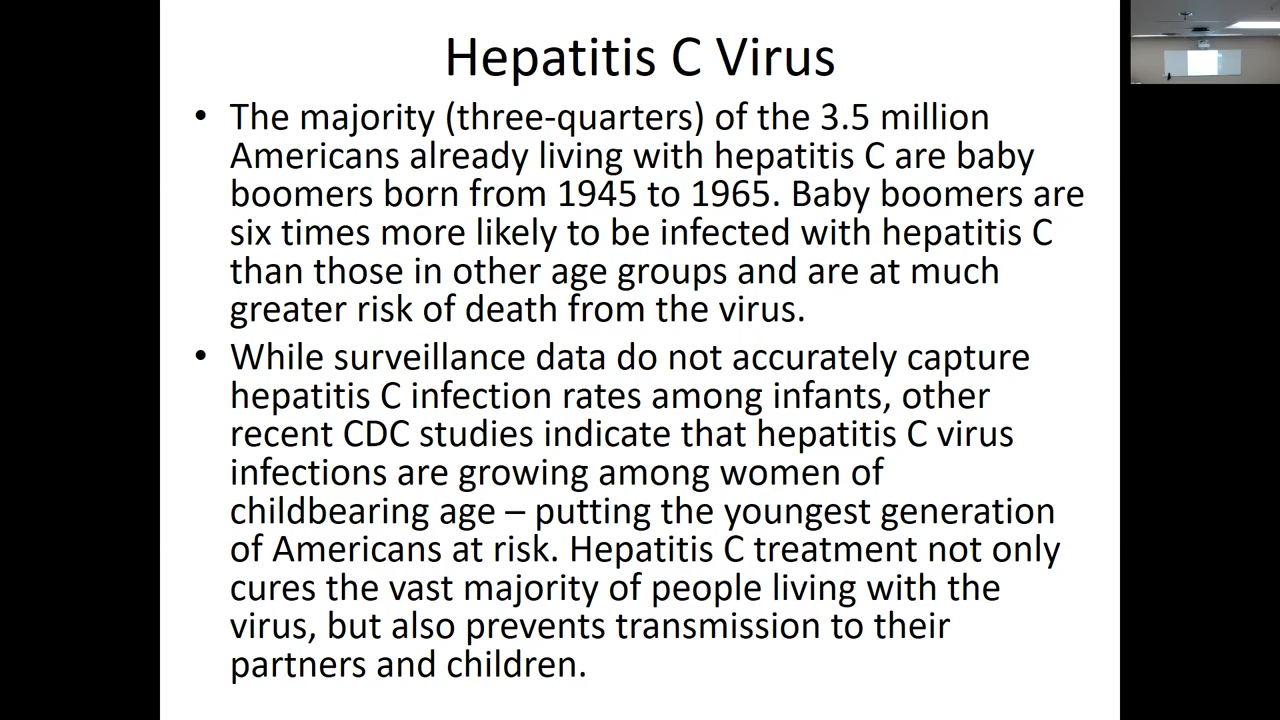 Hepatitis C Virus
• The majority (three-quarters) of the 3.5 million
Americans already living with hepatitis C are baby
boomers born from 1945 to 1965. Baby boomers are
six times more likely to be infected with hepatitis C
than those in other age groups and are at much
greater risk of death from the virus.
• While surveillance data do not accurately capture
hepatitis C infection rates among infants, other
recent CDC studies indicate that hepatitis C virus
infections are growing among women of
childbearing age – putting the youngest generation
of Americans at risk. Hepatitis C treatment not only
cures the vast majority of people living with the
virus, but also prevents transmission to their
partners and children.